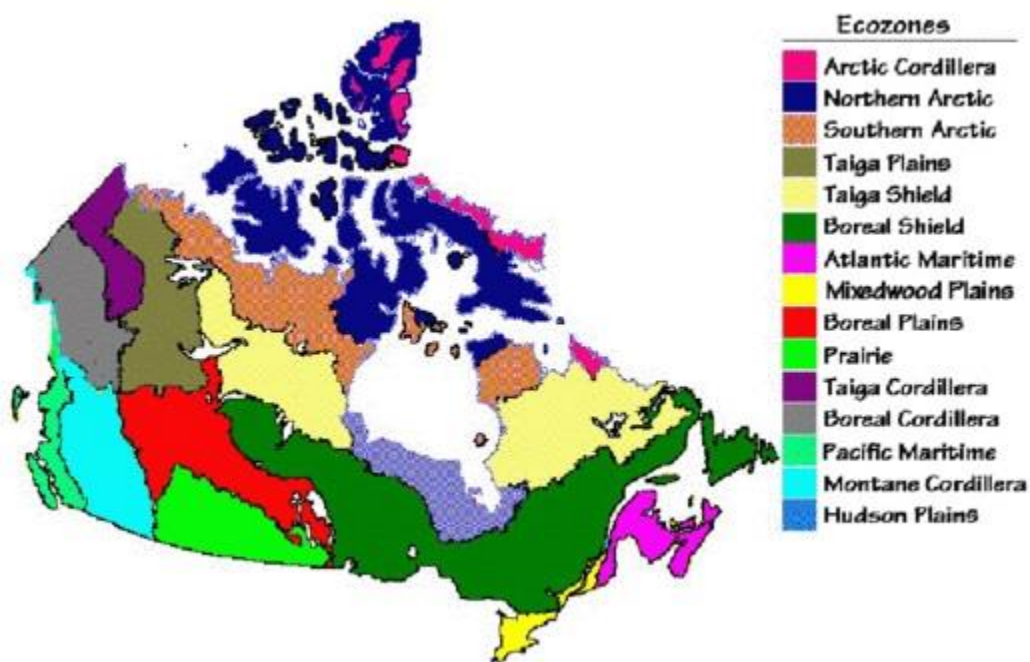 Ecozones
Arctic Cordillera
Northern Arctic
Southern Arctic
Taiga Plains
Taiga Shield
Boreal Shield
Atlantic Maritime
Mixedwood Plains
Boreal Plains
Prairie
Taiga Cordillera
Boreal Cordillera
Pacific Maritime
Montane Cordillera
Hudson Plains